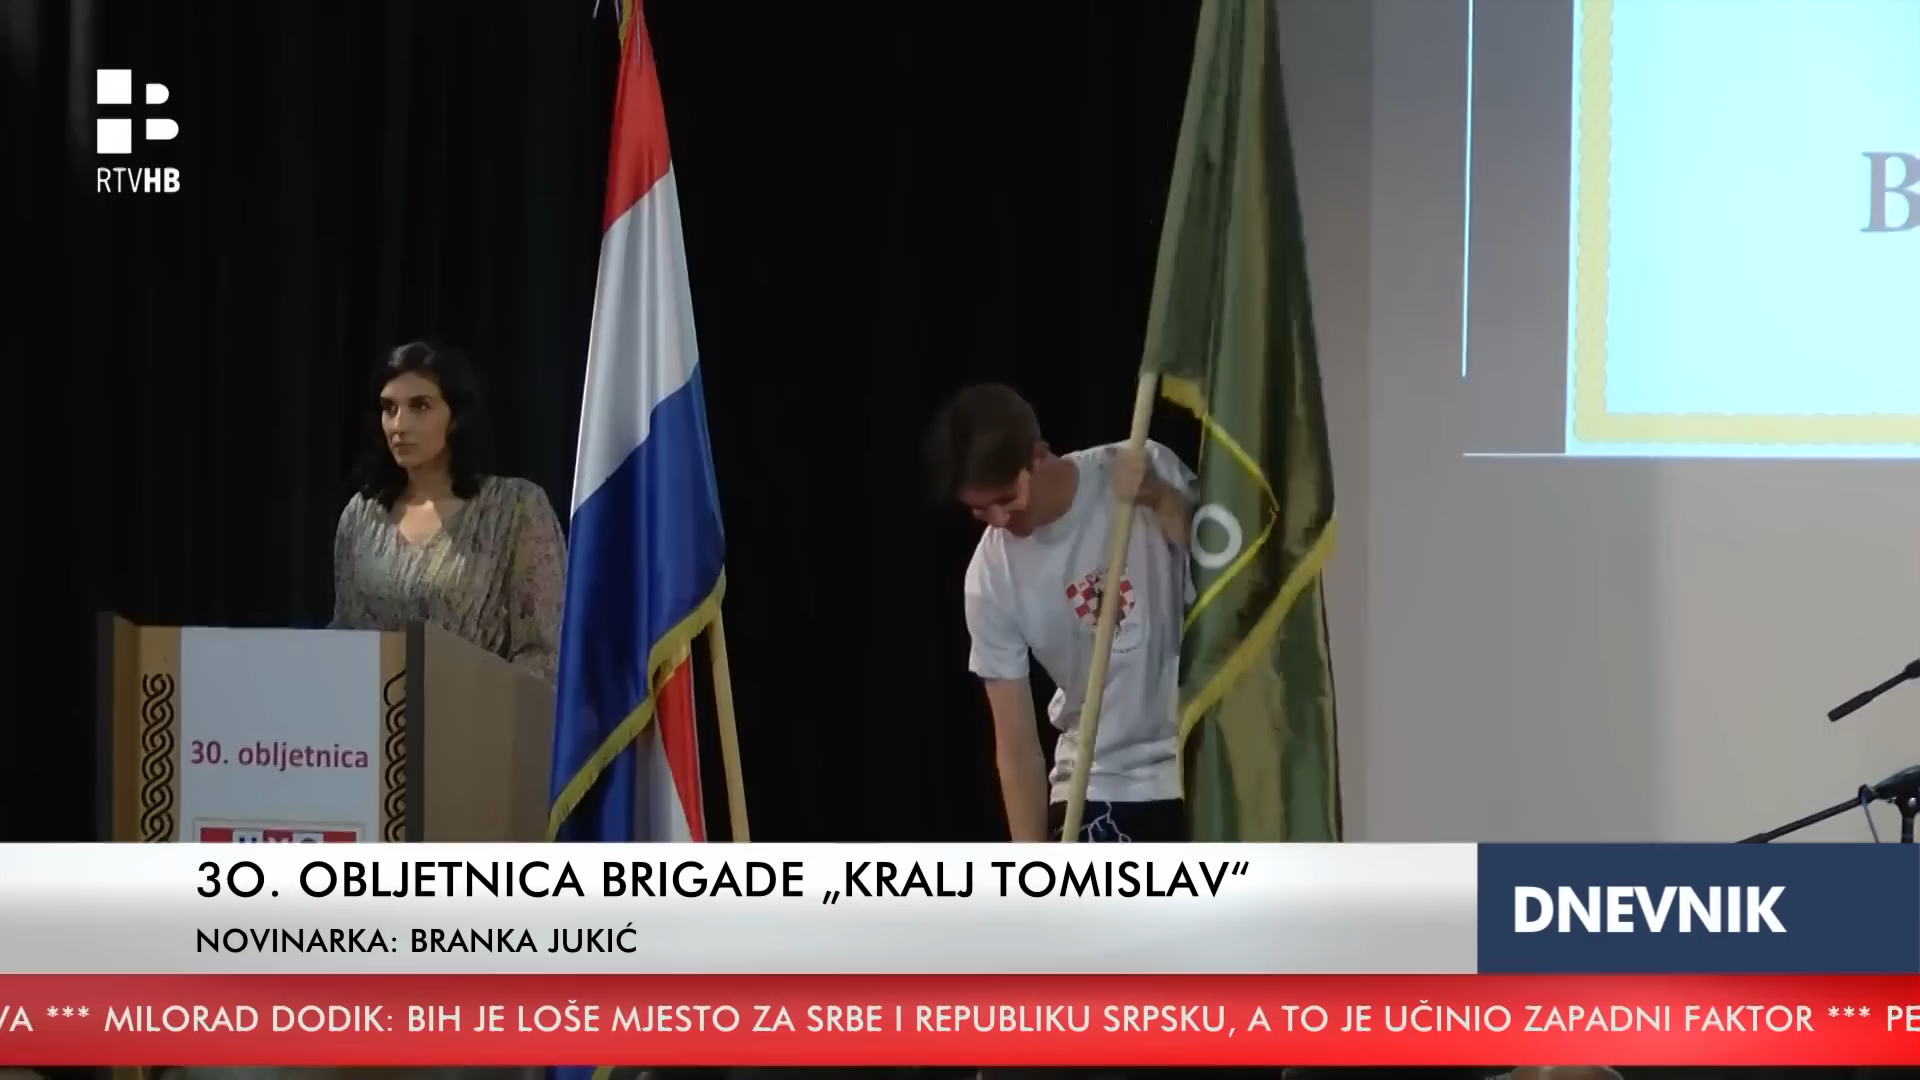 RTVHB
B
30. obljetnica
30. OBLJETNICA BRIGADE „KRALJ TOMISLAV“
NOVINARKA: BRANKA JUKIĆ
DNEVNIK
VA *** MILORAD DODIK: BIH JE LOŠE MJESTO ZA SRBE I REPUBLIKU SRPSKU, A TO JE UČINIO ZAPADNI FAKTOR *** PE